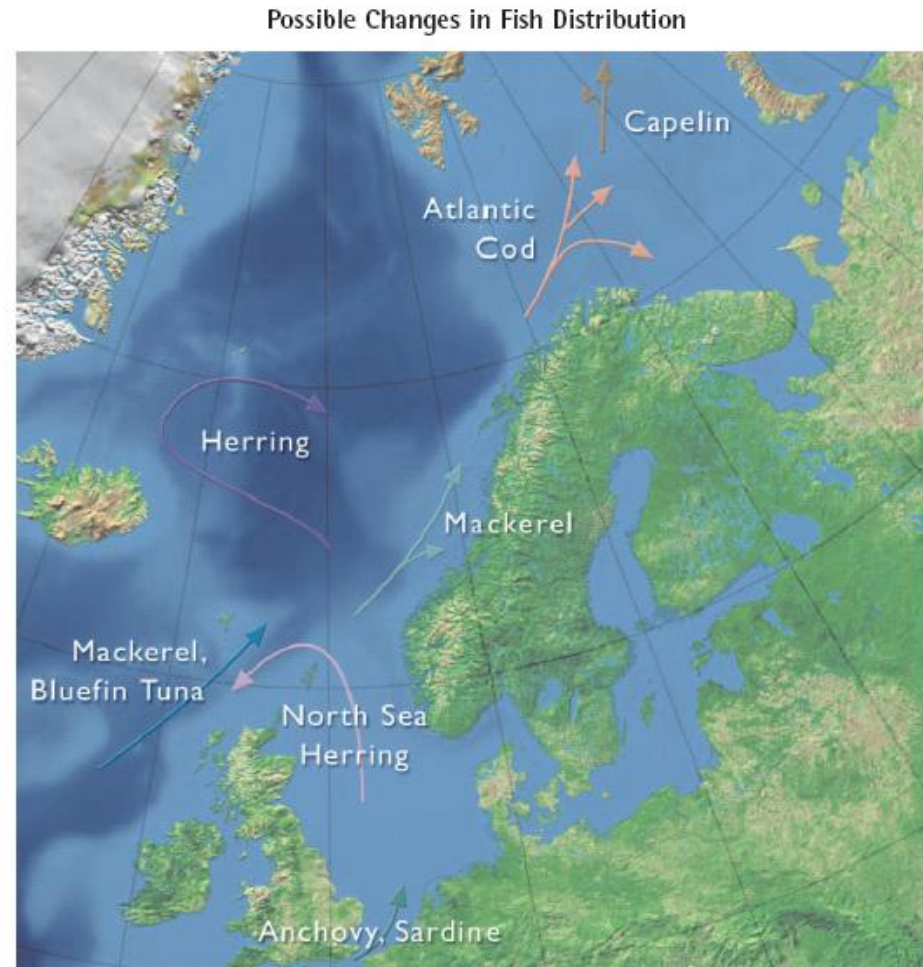 Possible Changes in Fish Distribution
Capelin
Atlantic
Cod
Herring
Mackerel
Mackerel,
Bluefin Tuna
North Sea
Herring
Anchovy, Sardine